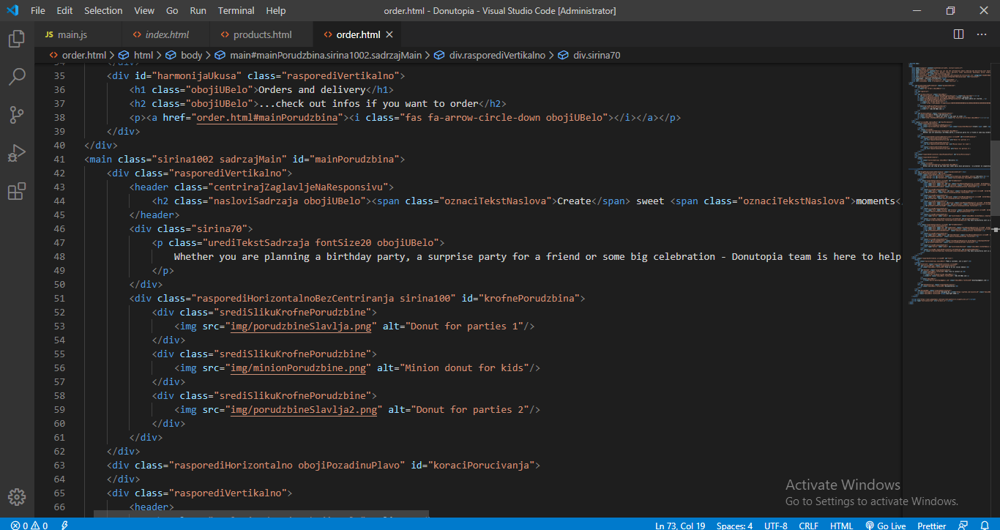 File Edit Selection View Go Run Terminal Help order.html - Donutopia - Visual Studio Code [Administrator]
JS main.js <> index.html <> products.html <> order.html
order.html > html > body > main#mainPorudzbina.sirina1002.sadrzajMain > div.rasporediVertikalno > div.sirina70
34 </div>
35 <div id="harmonijaUkusa" class="rasporediVertikalno">
36 <h1 class="obojiUBelo">Orders and delivery</h1>
37 <h2 class="obojiUBelo">...check out infos if you want to order</h2>
38 <p><a href="order.html#mainPorudzbina"><i class="fas fa-arrow-circle-down obojiUBelo"></i></a></p>
39 </div>
40 </div>
41 <main class="sirina1002 sadrzajMain" id="mainPorudzbina">
42 <div class="rasporediVertikalno">
43 <header class="centrirajZaglavljeNaResponsivu">
44 <h2 class="nasloviSadrzaja obojiUBelo"><span class="oznaciTekstNaslova">Create</span> sweet <span class="oznaciTekstNaslova">moments<
45 </header>
46 <div class="sirina70">
47 <p class="urediTekstSadrzaja fontSize20 obojiUBelo">
48 Whether you are planning a birthday party, a surprise party for a friend or some big celebration - Donutopia team is here to help
49 </p>
50 </div>
51 <div class="rasporediHorizontalnoBezCentriranja sirina100" id="krofnePorudzbina">
52 <div class="srediSlikuKrofnePorudzbine">
53 <img src="img/porudzbineSlavlja.png" alt="Donut for parties 1"/>
54 </div>
55 <div class="srediSlikuKrofnePorudzbine">
56 <img src="img/minionPorudzbine.png" alt="Minion donut for kids"/>
57 </div>
58 <div class="srediSlikuKrofnePorudzbine">
59 <img src="img/porudzbineSlavlja2.png" alt="Donut for parties 2"/>
60 </div>
61 </div>
62 </div>
63 <div class="rasporediHorizontalno obojiPozadinuPlavo" id="koraciPorucivanja">
64 </div>
65 <div class="rasporediVertikalno">
66 <header>
Activate Windows
Go to Settings to activate Windows.
0 0 Ln 73, Col 19 Spaces: 4 UTF-8 CRLF HTML Go Live Prettier